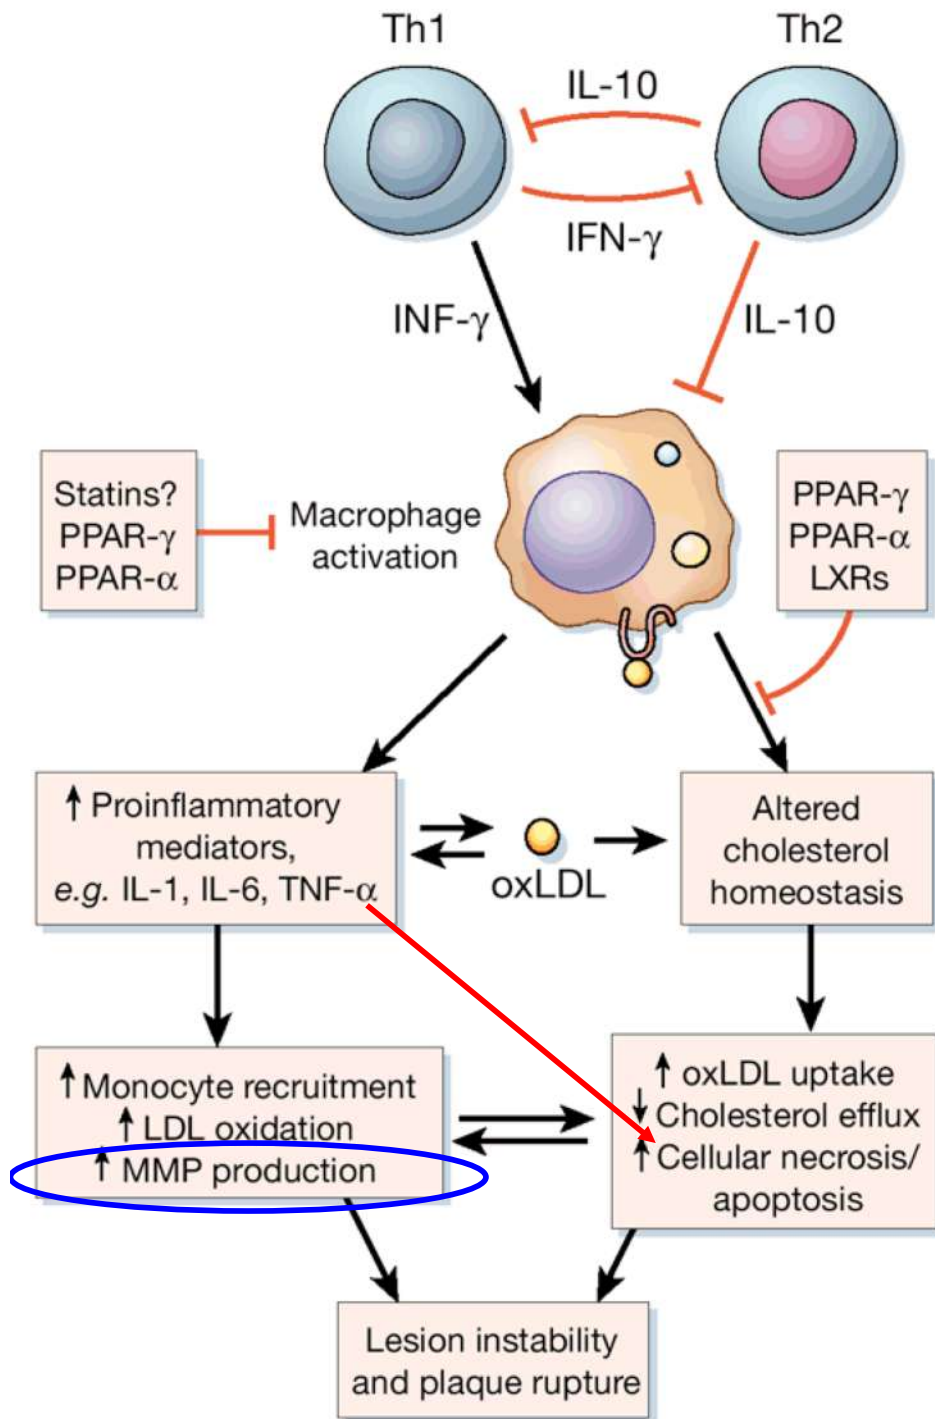 Th1
Th2
IL-10
IFN-γ
INF-γ
IL-10
Statins?
PPAR-γ
PPAR-α
Macrophage
activation
PPAR-γ
PPAR-α
LXRs
↑ Proinflammatory
mediators,
e.g. IL-1, IL-6, TNF-α
oxLDL
Altered
cholesterol
homeostasis
↑ Monocyte recruitment
↑ LDL oxidation
↑ MMP production
↑ oxLDL uptake
↓ Cholesterol efflux
↑ Cellular necrosis/
apoptosis
Lesion instability
and plaque rupture